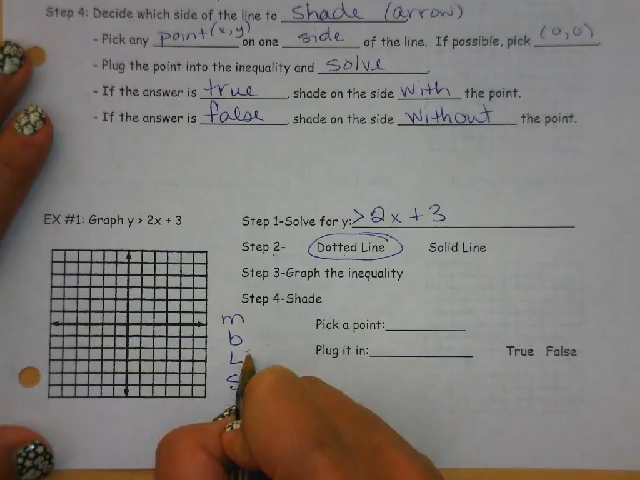 Step 4: Decide which side of the line to shade (arrow)
- Pick any point (x, y) on one side of the line. If possible, pick (0, 0)
- Plug the point into the inequality and solve.
- If the answer is true, shade on the side with the point.
- If the answer is false, shade on the side without the point.
EX #1: Graph y > 2x + 3
Step 1-Solve for y: > 2x + 3
Step 2- Dotted Line Solid Line
Step 3-Graph the inequality
Step 4-Shade
m
b
L
S
Pick a point:
Plug it in: True False